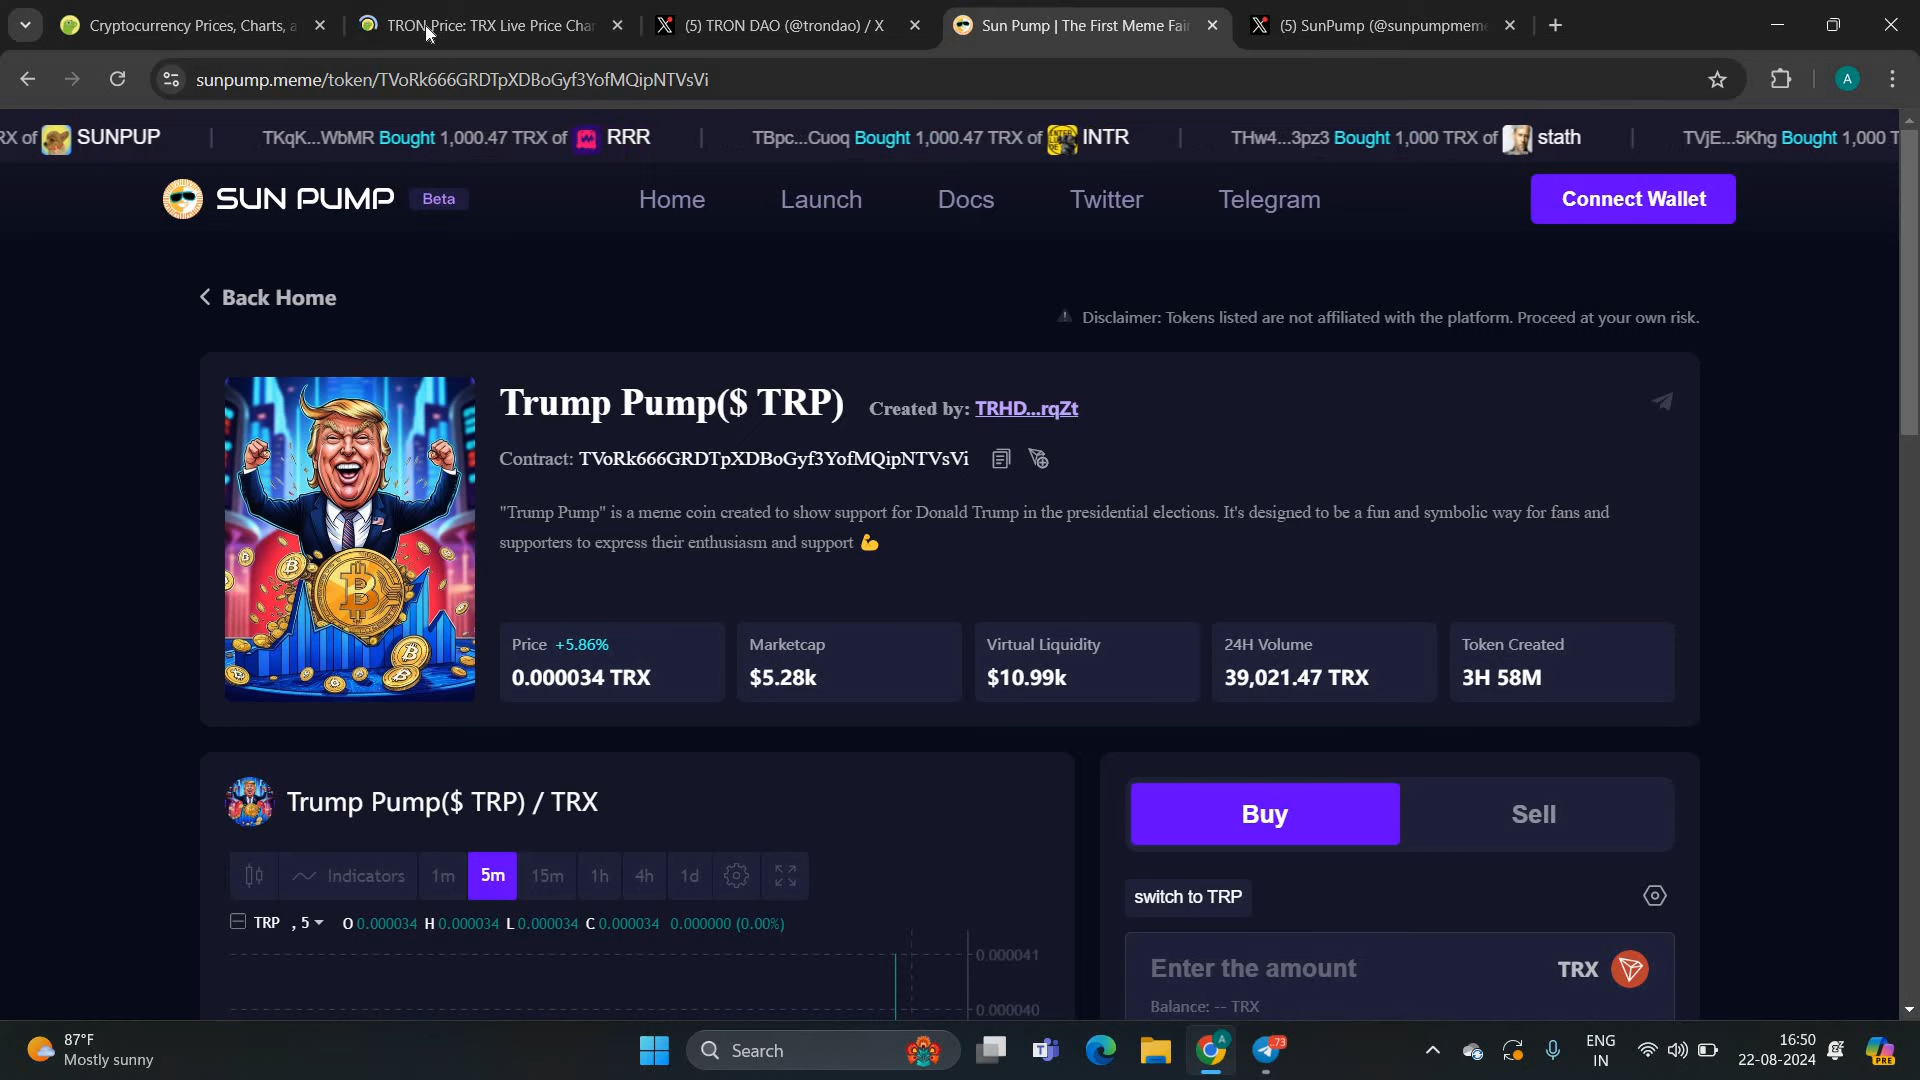 Cryptocurrency Prices, Charts, a
TRON Price: TRX Live Price Char
(5) TRON DAO (@trondao) / X
Sun Pump | The First Meme Fair
(5) SunPump (@sunpumpmem
sunpump.meme/token/TVoRk666GRDTpXDBoGyf3YofMQipNTVsVi
A
RX of SUNPUP | TKqK...WbMR Bought 1,000.47 TRX of RRR | TBpc...Cuoq Bought 1,000.47 TRX of INTR | THw4...3pz3 Bought 1,000 TRX of stath | TVjE...5Khg Bought 1,000 T
SUN PUMP Beta
Home
Launch
Docs
Twitter
Telegram
Connect Wallet
Back Home
Disclaimer: Tokens listed are not affiliated with the platform. Proceed at your own risk.
Trump Pump($ TRP) Created by: TRHD...rqZt
Contract: TVoRk666GRDTpXDBoGyf3YofMQipNTVsVi
"Trump Pump" is a meme coin created to show support for Donald Trump in the presidential elections. It's designed to be a fun and symbolic way for fans and
supporters to express their enthusiasm and support 💪
Price +5.86%
0.000034 TRX
Marketcap
$5.28k
Virtual Liquidity
$10.99k
24H Volume
39,021.47 TRX
Token Created
3H 58M
Trump Pump($ TRP) / TRX
Indicators 1m 5m 15m 1h 4h 1d
TRP , 5 O 0.000034 H 0.000034 L 0.000034 C 0.000034 0.000000 (0.00%)
0.000041
0.000040
Buy
Sell
switch to TRP
Enter the amount
TRX
Balance: -- TRX
87°F
Mostly sunny
Search
73
ENG
IN
16:50
22-08-2024
PRE